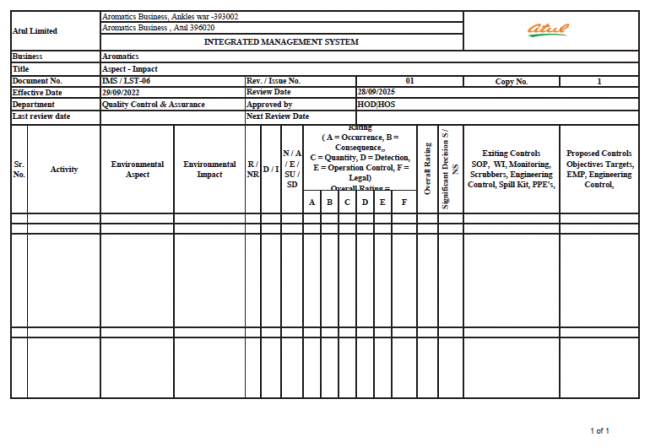 Atul Limited
Aromatics Business, Ankles war -393002
Aromatics Business , Atul 396020
INTEGRATED MANAGEMENT SYSTEM
atul
Business Aromatics
Title Aspect - Impact
Document No. IMS / LST-06 Rev. / Issue No. 01 Copy No. 1
Effective Date 29/09/2022 Review Date 28/09/2025
Department Quality Control & Assurance Approved by HOD|HOS
Last review date Next Review Date
Sr.
No.
Activity
Environmental
Aspect
Environmental
Impact
R /
NR
D / I
N / A
/ E /
SU /
SD
Rating
( A = Occurrence, B =
Consequence,,
C = Quantity, D = Detection,
E = Operation Control, F =
Legal)
Overall Rating =
A B C D E F
Overall Rating
Significant Decision S /
NS
Exiting Controls
SOP, WI, Monitoring,
Scrubbers, Engineering
Control, Spill Kit, PPE's,
Proposed Controls
Objectives Targets,
EMP, Engineering
Control,
1 of 1